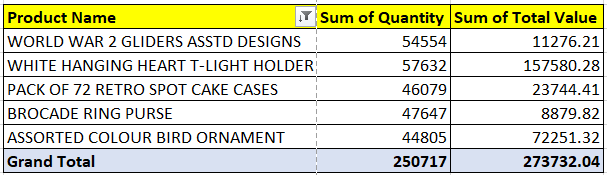 Product Name Sum of Quantity Sum of Total Value
WORLD WAR 2 GLIDERS ASSTD DESIGNS 54554 11276.21
WHITE HANGING HEART T-LIGHT HOLDER 57632 157580.28
PACK OF 72 RETRO SPOT CAKE CASES 46079 23744.41
BROCADE RING PURSE 47647 8879.82
ASSORTED COLOUR BIRD ORNAMENT 44805 72251.32
Grand Total 250717 273732.04